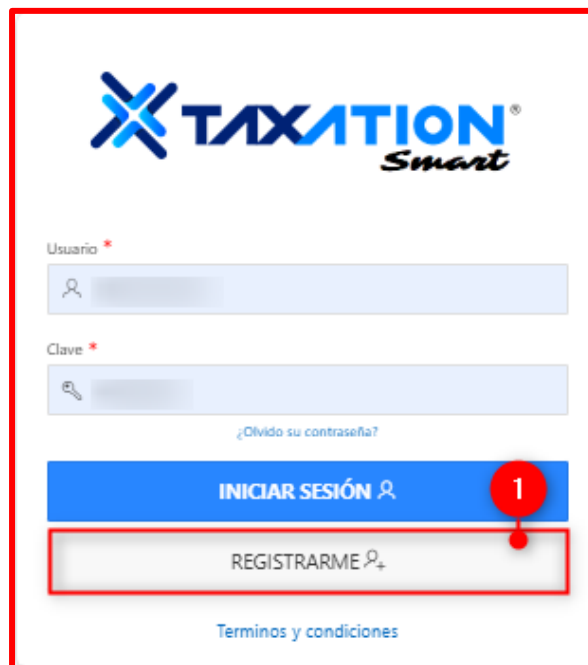 TAXATION®
Smart
Usuario *
Clave *
¿Olvido su contraseña?
INICIAR SESIÓN
1
REGISTRARME
Terminos y condiciones